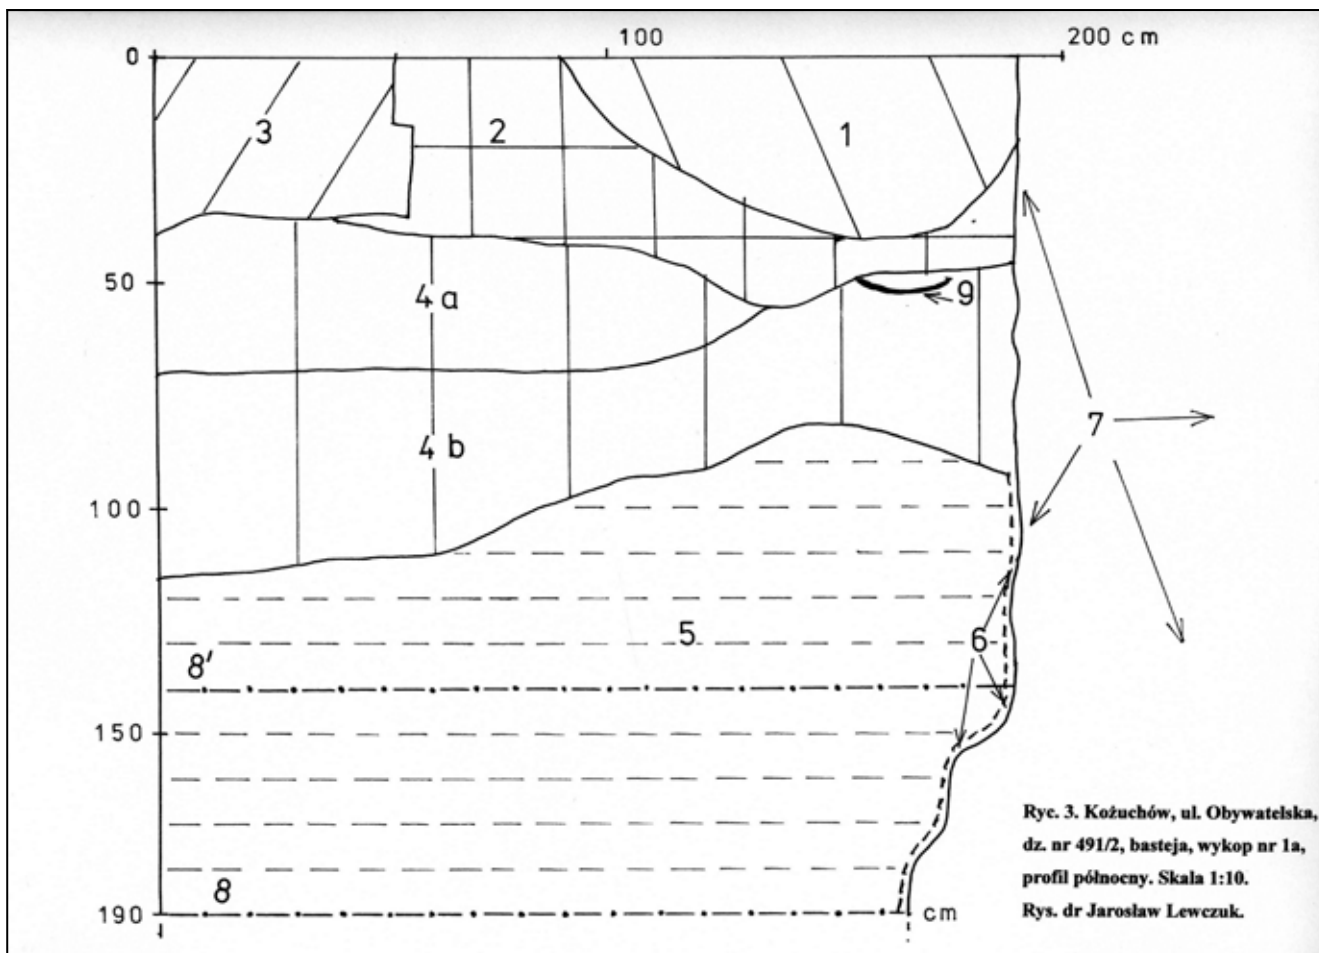 100
200 cm
0
3
2
1
50
4a
9
7
4b
100
5
6
8'
150
8
190
cm
Ryc. 3. Kożuchów, ul. Obywatelska,
dz. nr 491/2, basteja, wykop nr 1a,
profil północny. Skala 1:10.
Rys. dr Jarosław Lewczuk.